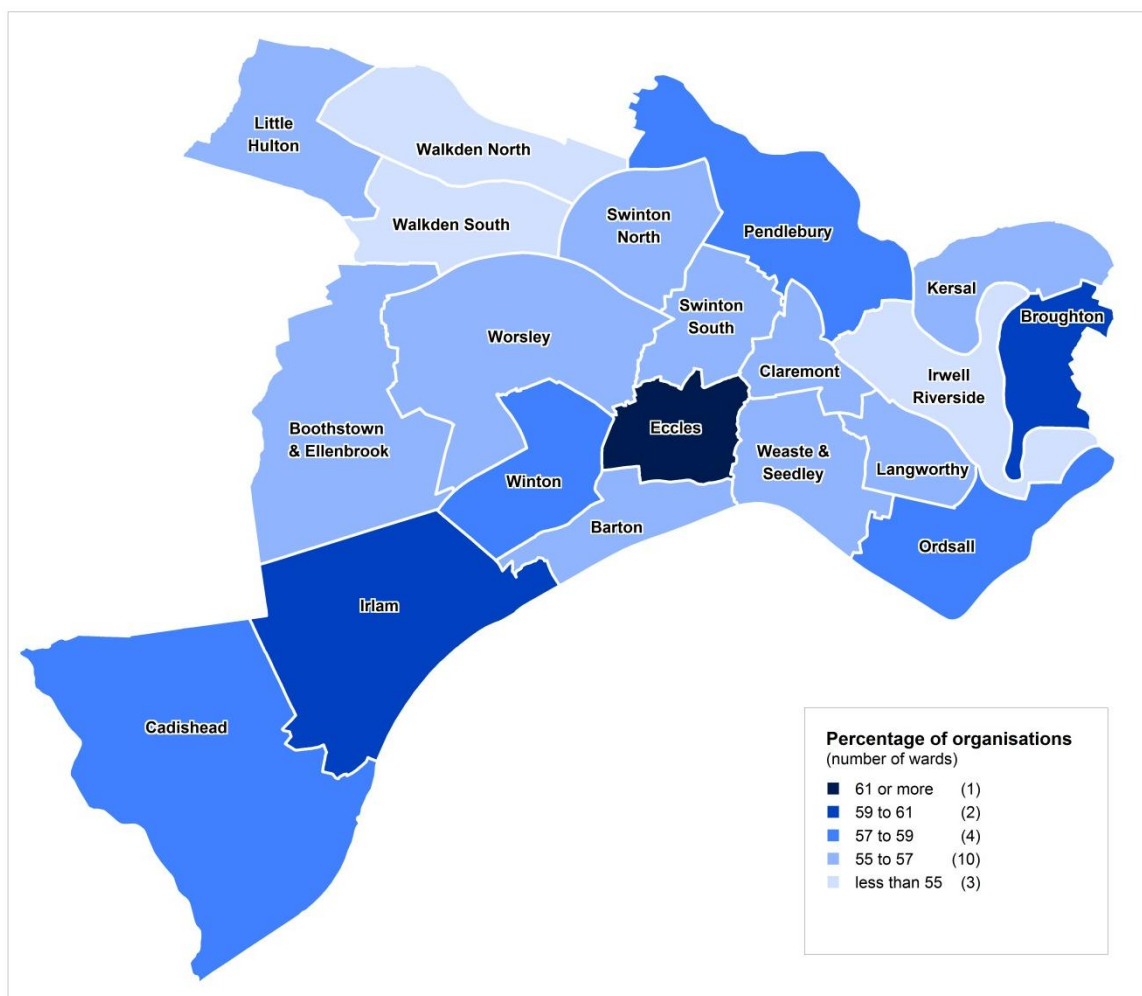 Little
Hulton
Walkden North
Walkden South
Swinton
North
Pendlebury
Kersal
Broughton
Swinton
South
Worsley
Claremont
Irwell
Riverside
Boothstown
& Ellenbrook
Eccles
Weaste &
Seedley
Langworthy
Winton
Barton
Ordsall
Irlam
Cadishead
Percentage of organisations
(number of wards)
61 or more (1)
59 to 61 (2)
57 to 59 (4)
55 to 57 (10)
less than 55 (3)